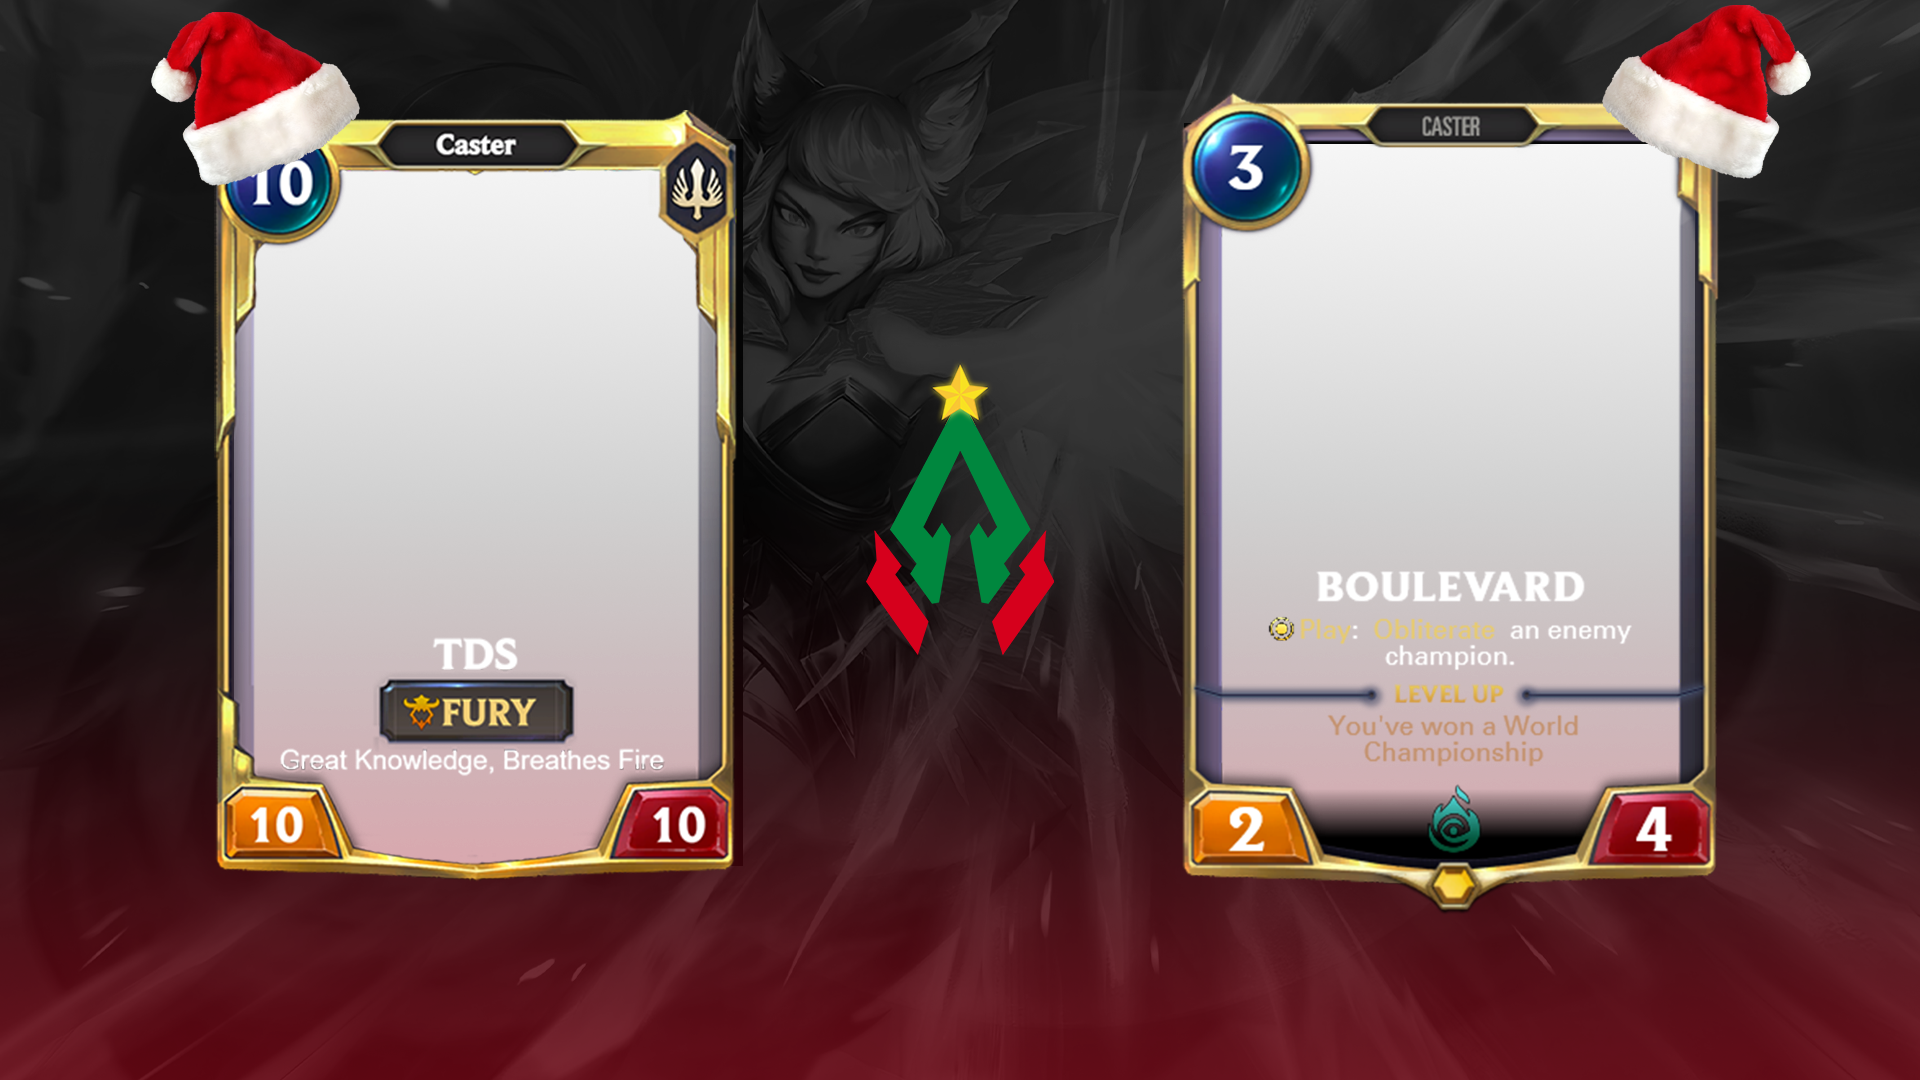 Caster
10
TDS
FURY
Great Knowledge, Breathes Fire
10
10
CASTER
3
BOULEVARD
Play: Obliterate an enemy
champion.
LEVEL UP
You've won a World
Championship
2
4